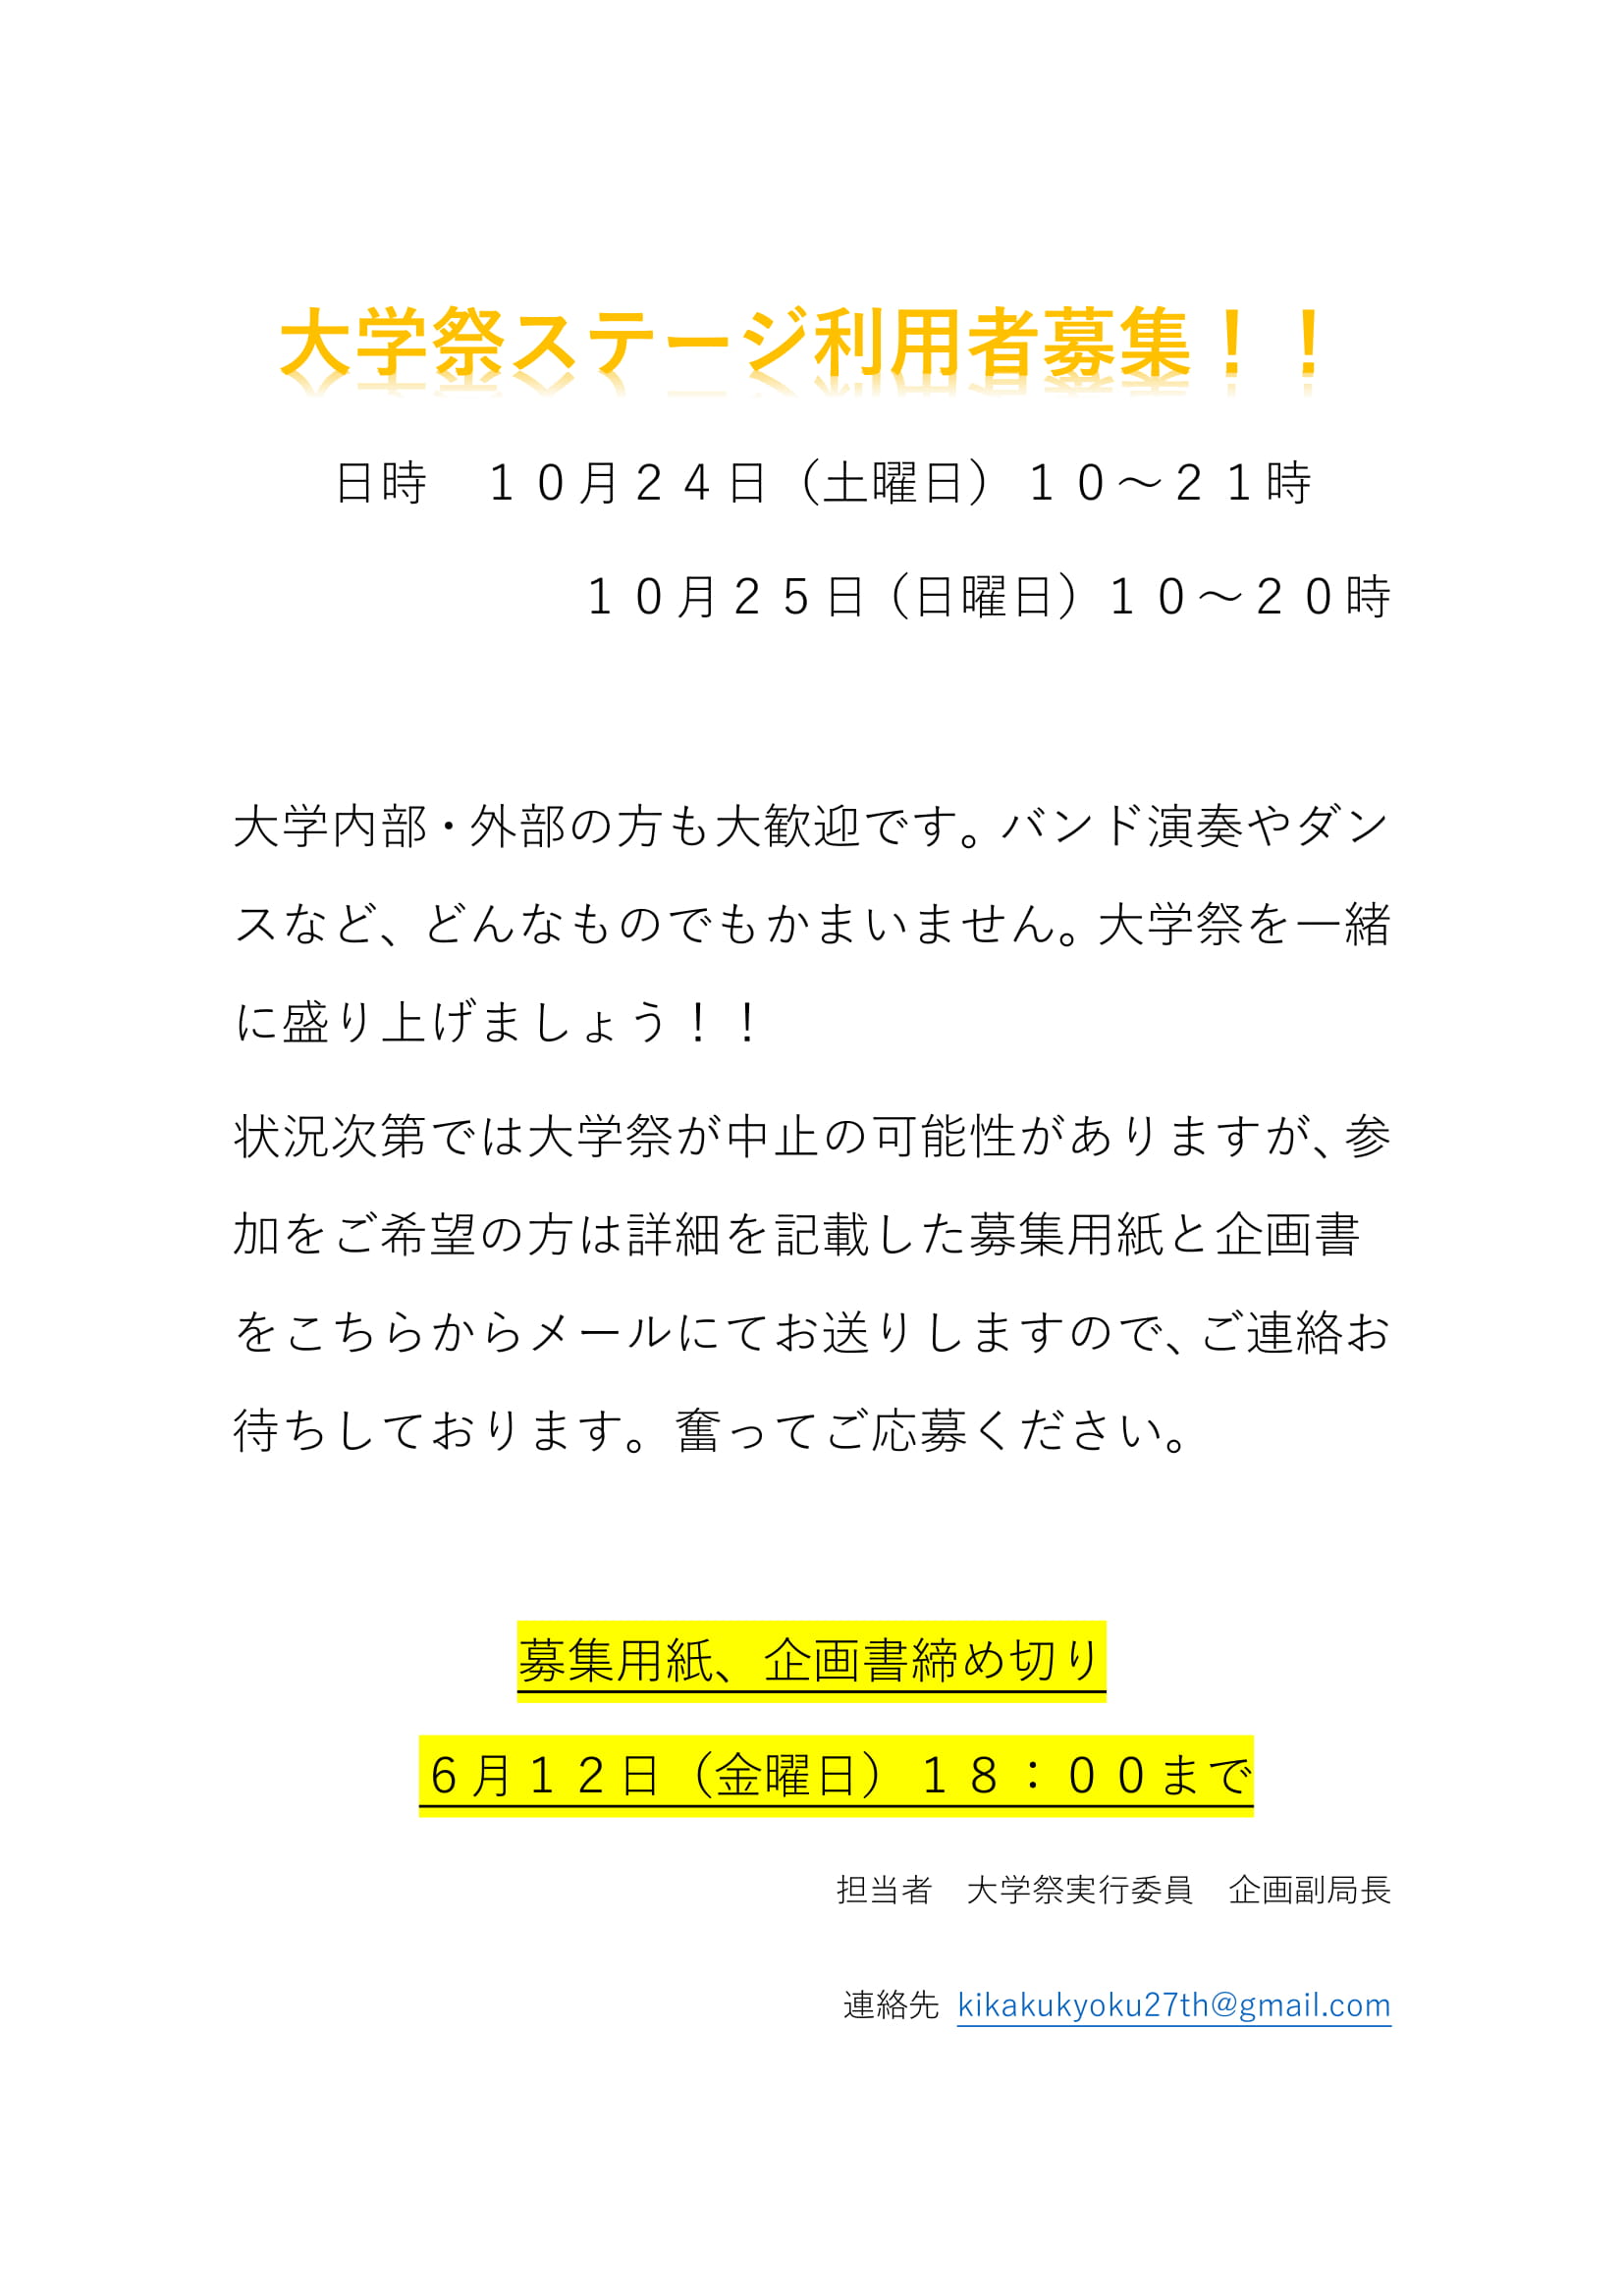 大学祭ステージ利用者募集！！
日時　１０月２４日（土曜日）１０～２１時
１０月２５日（日曜日）１０～２０時
大学内部・外部の方も大歓迎です。バンド演奏やダン
スなど、どんなものでもかまいません。大学祭を一緒
に盛り上げましょう！！
状況次第では大学祭が中止の可能性がありますが、参
加をご希望の方は詳細を記載した募集用紙と企画書
をこちらからメールにてお送りしますので、ご連絡お
待ちしております。奮ってご応募ください。
募集用紙、企画書締め切り
６月１２日（金曜日）１８：００まで
担当者　大学祭実行委員　企画副局長
連絡先 kikakukyoku27th@gmail.com